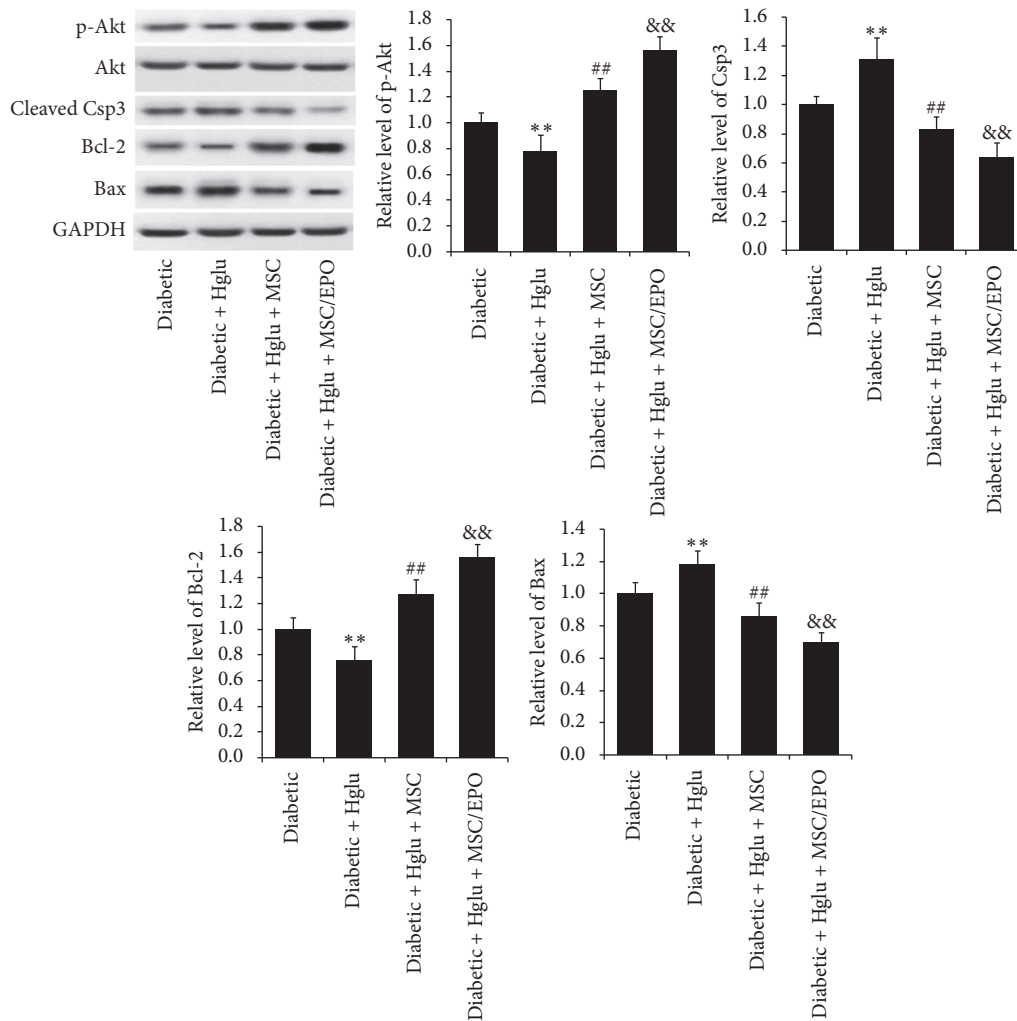 p-Akt
Akt
Cleaved Csp3
Bcl-2
Bax
GAPDH
Diabetic
Diabetic + Hglu
Diabetic + Hglu + MSC
Diabetic + Hglu + MSC/EPO
Relative level of p-Akt
1.8
1.6
1.4
1.2
1.0
0.8
0.6
0.4
0.2
0.0
**
##
&&
Diabetic
Diabetic + Hglu
Diabetic + Hglu + MSC
Diabetic + Hglu + MSC/EPO
Relative level of Csp3
1.6
1.4
1.2
1.0
0.8
0.6
0.4
0.2
0.0
**
##
&&
Diabetic
Diabetic + Hglu
Diabetic + Hglu + MSC
Diabetic + Hglu + MSC/EPO
Relative level of Bcl-2
1.8
1.6
1.4
1.2
1.0
0.8
0.6
0.4
0.2
0.0
**
##
&&
Diabetic
Diabetic + Hglu
Diabetic + Hglu + MSC
Diabetic + Hglu + MSC/EPO
Relative level of Bax
1.4
1.2
1.0
0.8
0.6
0.4
0.2
0.0
**
##
&&
Diabetic
Diabetic + Hglu
Diabetic + Hglu + MSC
Diabetic + Hglu + MSC/EPO